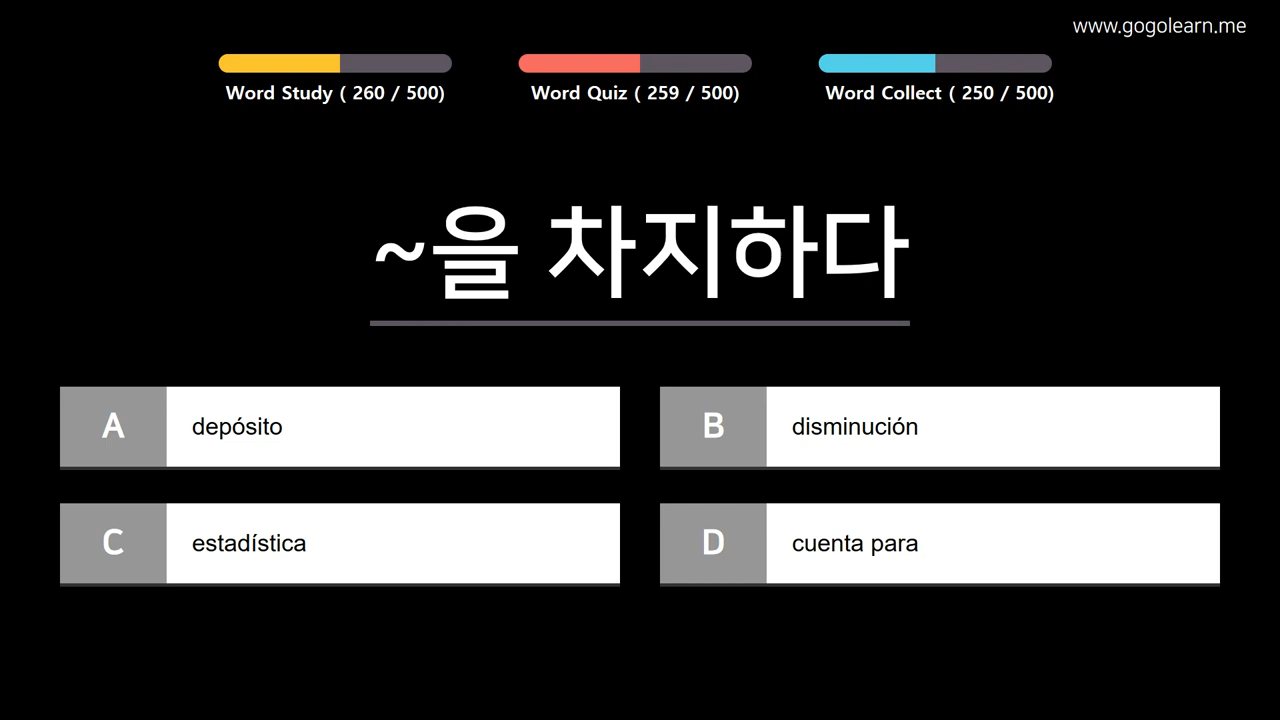 www.gogolearn.me
Word Study ( 260 / 500)
Word Quiz ( 259 / 500)
Word Collect ( 250 / 500)
~을 차지하다
A
depósito
B
disminución
C
estadística
D
cuenta para